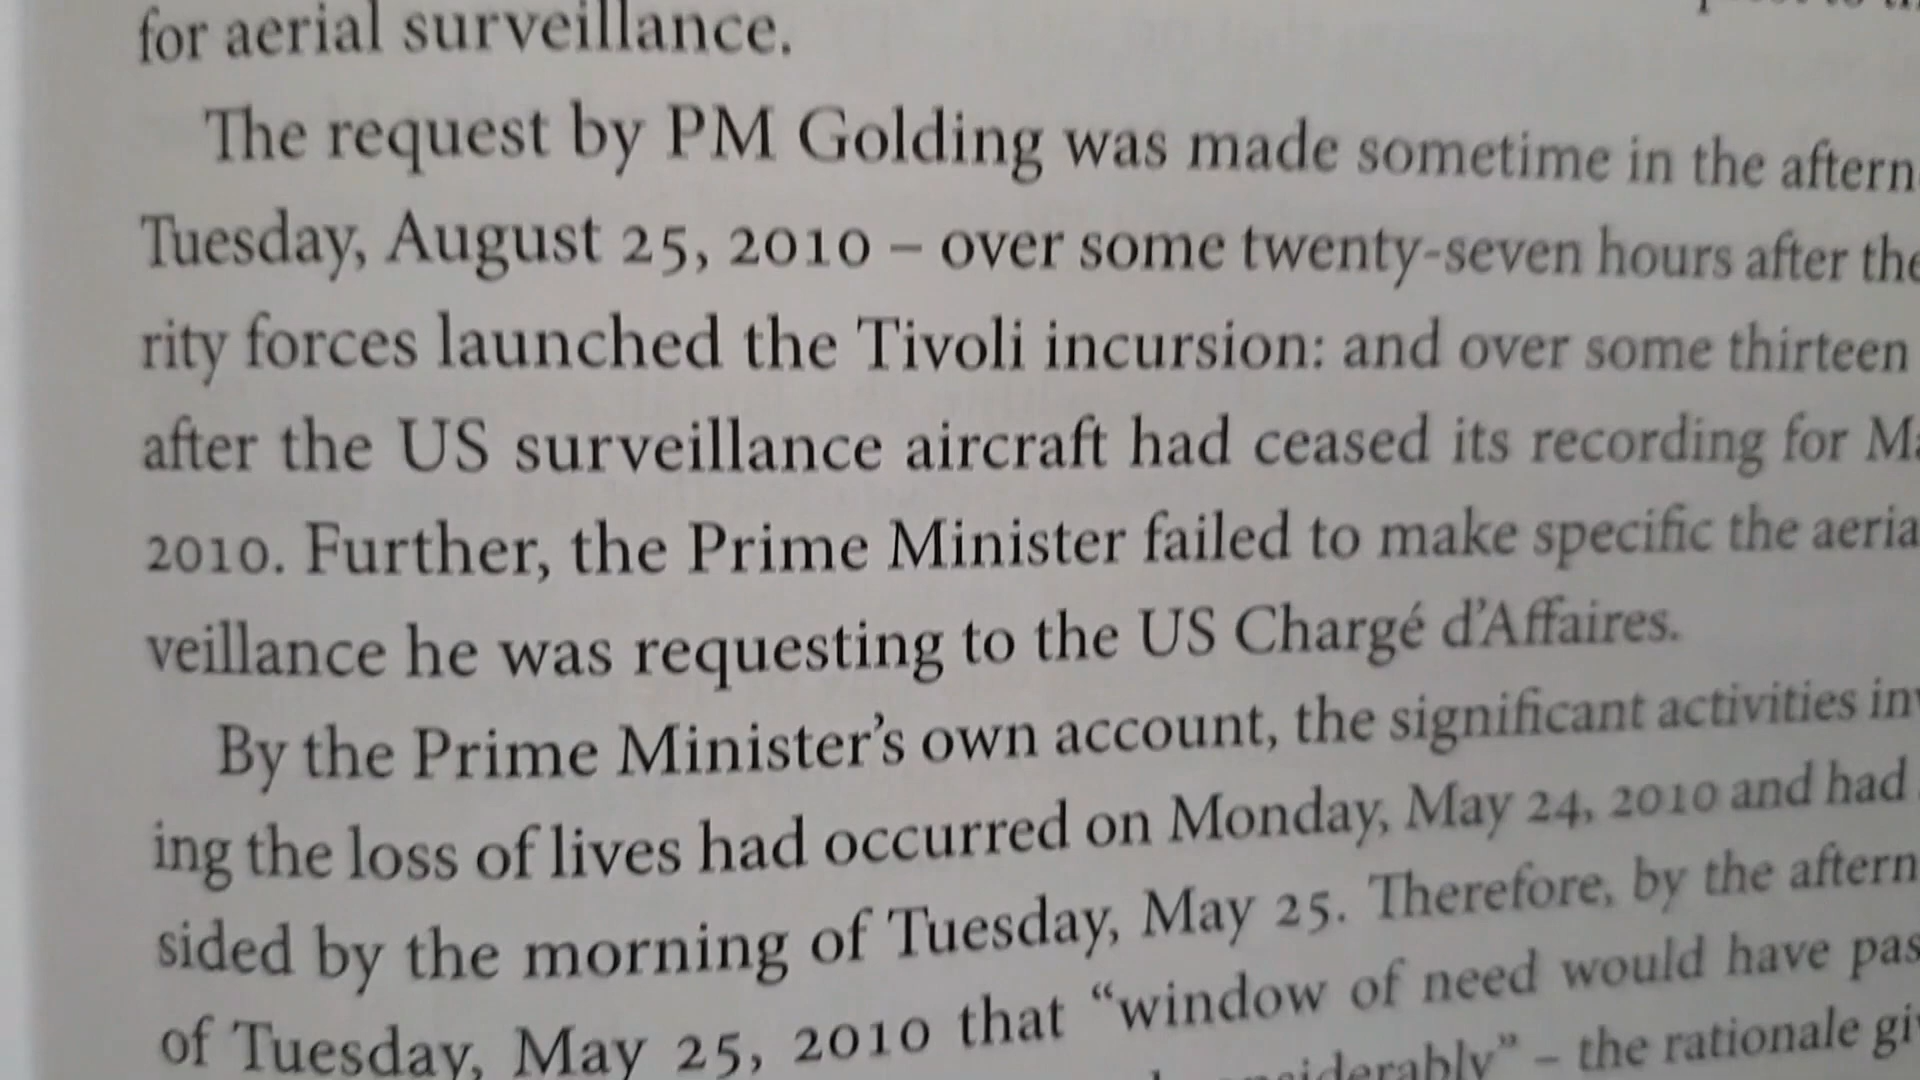 for aerial surveillance.
The request by PM Golding was made sometime in the
Tuesday, August 25, 2010 – over some twenty-seven hours after the
rity forces launched the Tivoli incursion: and over some thirteen
after the US surveillance aircraft had ceased its recording for
2010. Further, the Prime Minister failed to make specific the
veillance he was requesting to the US Chargé d’Affaires.
By the Prime Minister’s own account, the significant activities
ing the loss of lives had occurred on Monday, May 24, 2010 and had
sided by the morning of Tuesday, May 25. Therefore, by the
of Tuesday, May 25, 2010 that “window of need would have
– the rationale